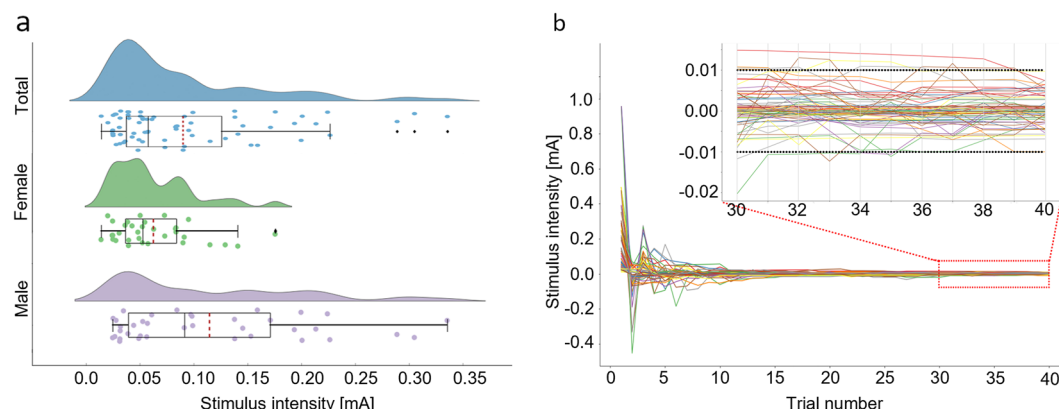 a
Total
Female
Male
0.0 0.05 0.10 0.15 0.20 0.25 0.30 0.35
Stimulus intensity [mA]
b
Stimulus intensity [mA]
1.0
0.8
0.6
0.4
0.2
0.0
-0.2
-0.4
0 5 10 15 20 25 30 35 40
Trial number
0.01
0.00
-0.01
-0.02
30 32 34 36 38 40